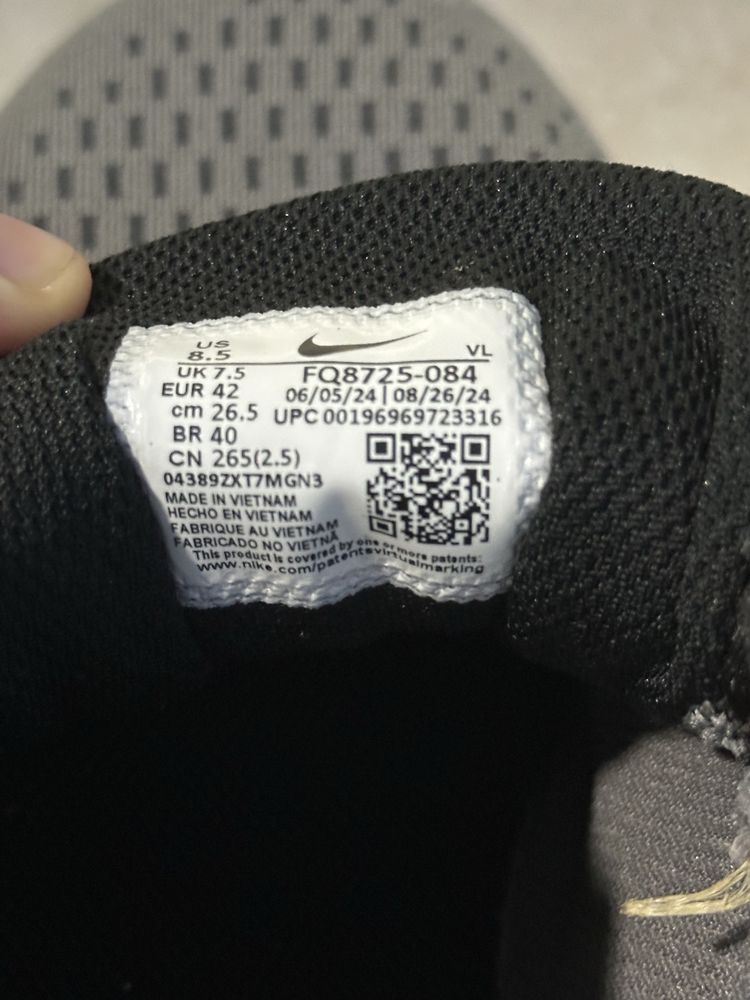 US
8.5
VL
UK 7.5
FQ8725-084
EUR 42
06/05/24 | 08/26/24
cm 26.5
UPC 00196969723316
BR 40
CN 265(2.5)
04389ZXT7MGN3
MADE IN VIETNAM
HECHO EN VIETNAM
FABRIQUE AU VIETNAM
FABRICADO NO VIETNÃ
This product is covered by one or more patents:
www.nike.com/patentsvirtualmarking